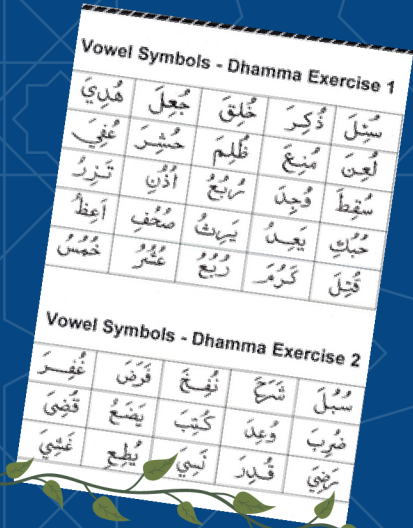 Vowel Symbols - Dhamma Exercise 1
سُئِلَ ذُكِرَ خُلِقَ جُعِلَ هُدِيَ
لُعِنَ مُنِعَ ظُلِمَ حُشِرَ عُفِيَ
سُقِطَ وُجِدَ رُبُعُ اُذُنِ تَزِرُ
حُبُكِ يَعِدُ يَرِثُ صُحُفِ اَعِظُ
قُتِلَ كَرُمَ رُبُعُ عُشُرُ خُمُسُ
Vowel Symbols - Dhamma Exercise 2
سُبُلَ شَرَحَ نُفِخَ فَرَضَ غُفِرَ
ضُرِبَ وُعِدَ كُتِبَ يَضَعُ قُضِيَ
رَضِيَ قُدِرَ نَسِيَ يُطِعِ غَشِيَ